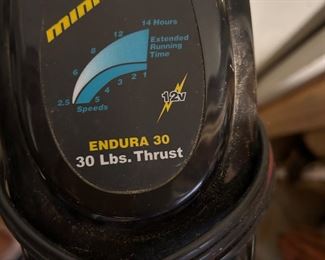 minn
14 Hours
12
Extended
Running
Time
8
6
2.5
5 4 3 2 1
Speeds
12v
ENDURA 30
30 Lbs. Thrust